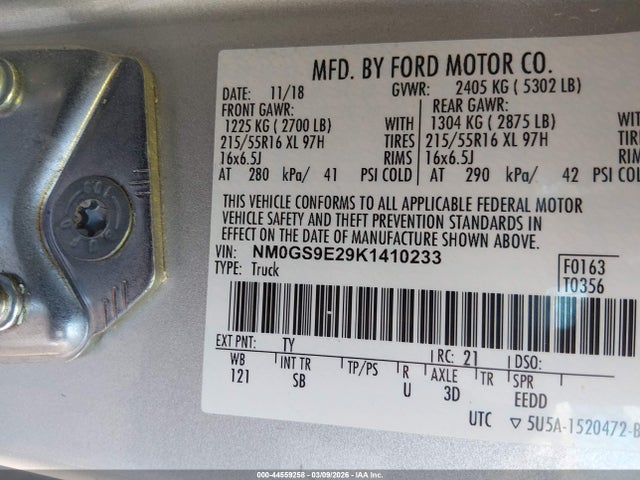 MFD. BY FORD MOTOR CO.
DATE: 11/18 GVWR: 2405 KG ( 5302 LB)
FRONT GAWR: REAR GAWR:
1225 KG ( 2700 LB) WITH 1304 KG ( 2875 LB) WITH
215/55R16 XL 97H TIRES 215/55R16 XL 97H TIRES
16x6.5J RIMS 16x6.5J RIM
AT 280 kPa/ 41 PSI COLD AT 290 kPa/ 42 PSI COL
THIS VEHICLE CONFORMS TO ALL APPLICABLE FEDERAL MOTOR
VEHICLE SAFETY AND THEFT PREVENTION STANDARDS IN
EFFECT ON THE DATE OF MANUFACTURE SHOWN ABOVE.
VIN: NM0GS9E29K1410233 F0163
TYPE: Truck T0356
EXT PNT: TY RC: 21 DSO:
WB INT TR TP/PS R AXLE TR SPR
121 SB U 3D EEDD
UTC ▽ 5U5A-1520472-B
000-44559258 - 03/09/2026 - IAA Inc.